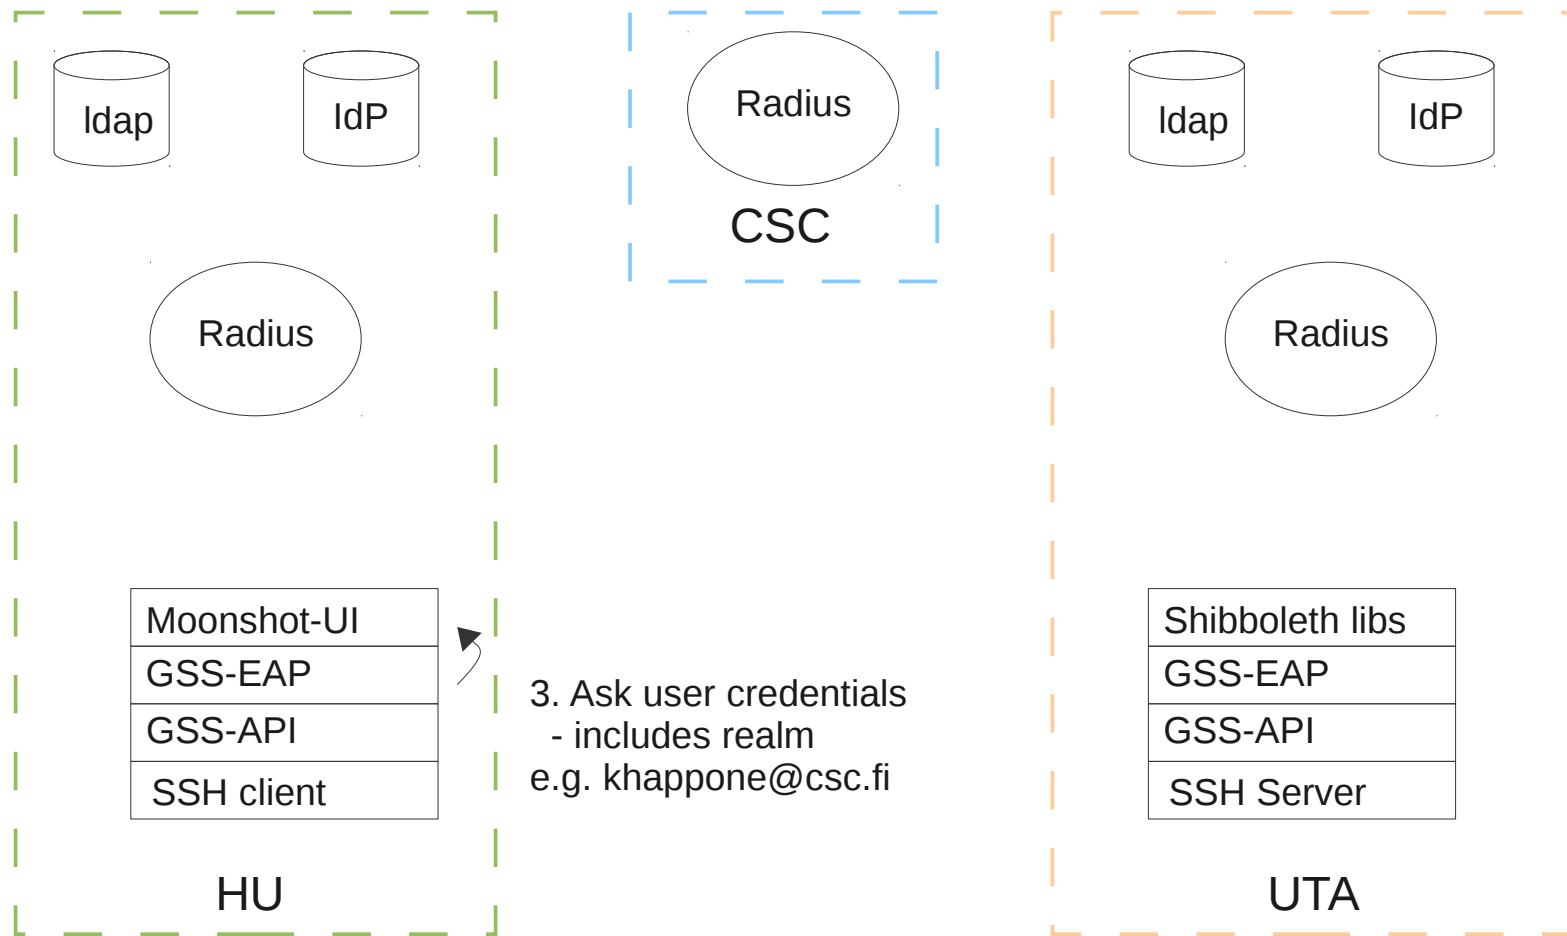 ldap
IdP
Radius
Moonshot-UI
GSS-EAP
GSS-API
SSH client
HU
Radius
CSC
3. Ask user credentials
- includes realm
e.g. khappone@csc.fi
ldap
IdP
Radius
Shibboleth libs
GSS-EAP
GSS-API
SSH Server
UTA